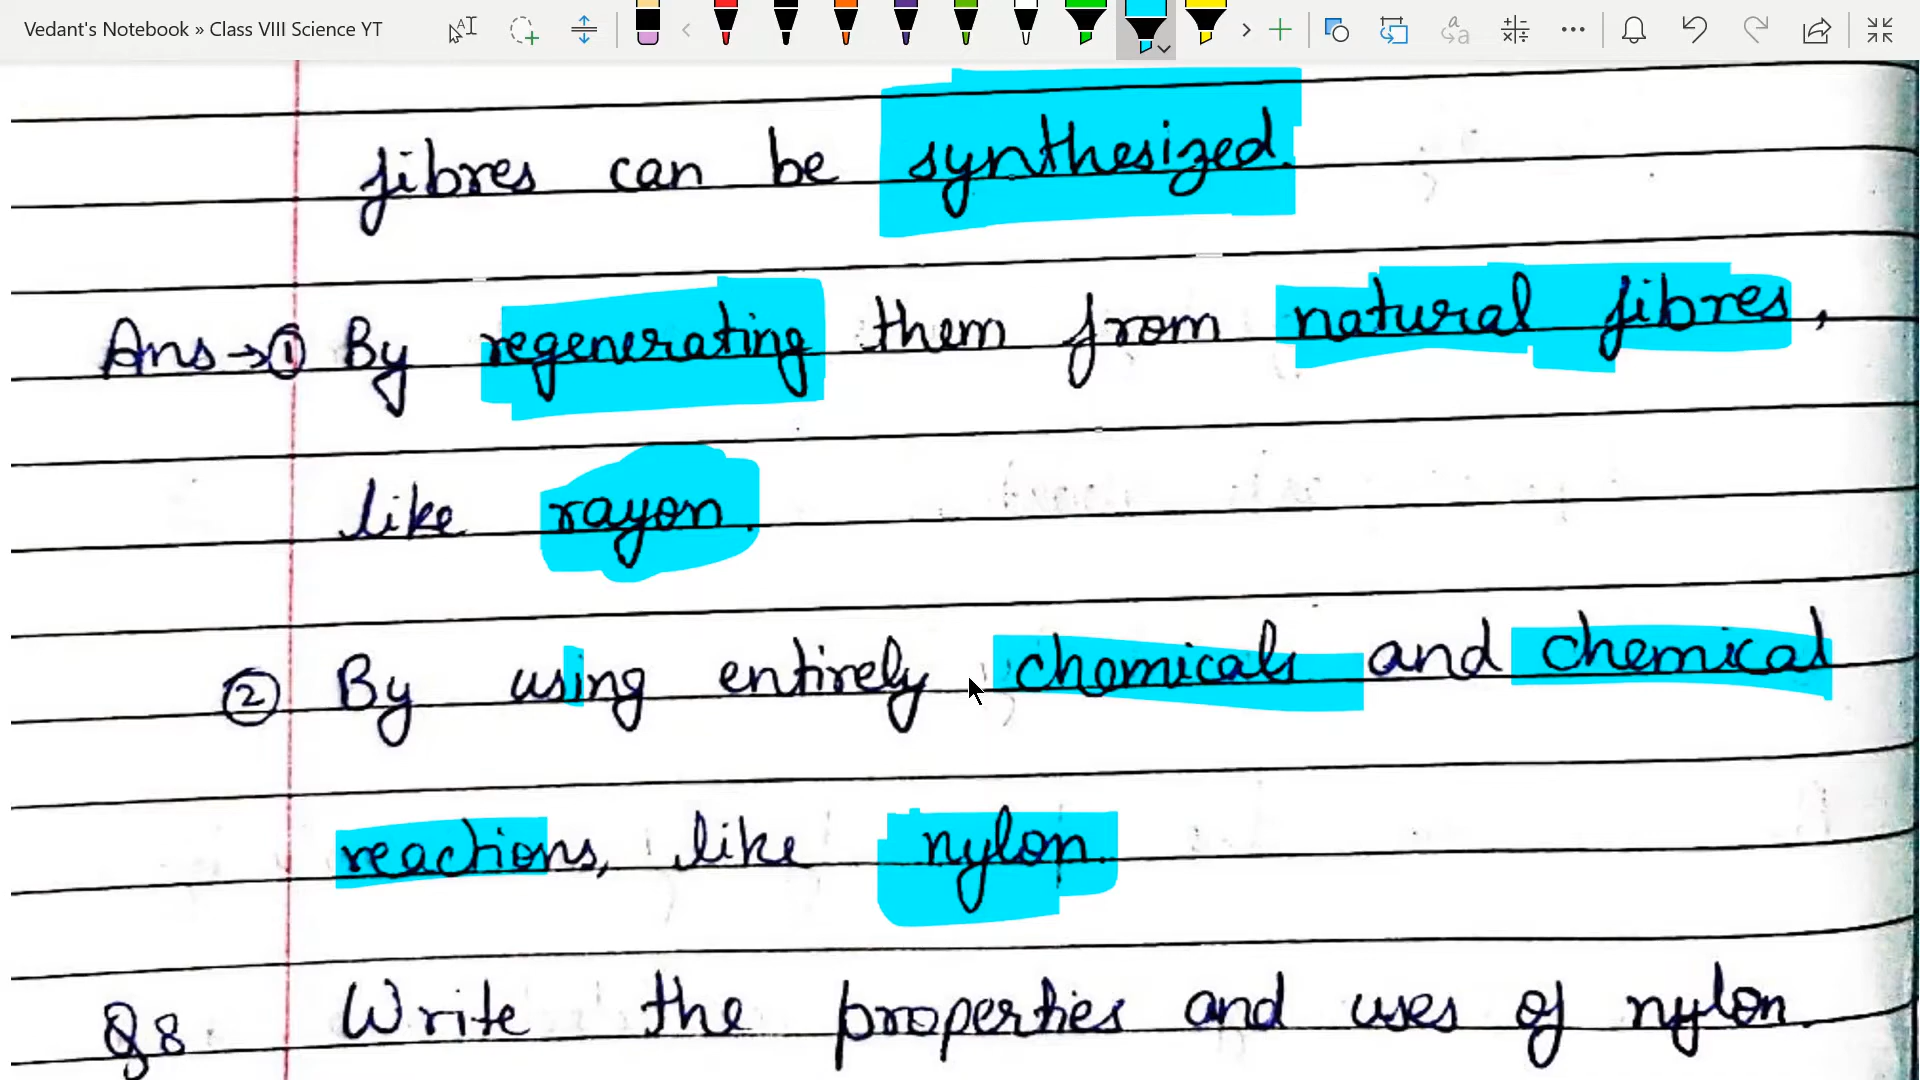 Vedant's Notebook » Class VIII Science YT
fibres can be synthesized.
Ans → ① By regenerating them from natural fibres,
like rayon.
② By using entirely chemicals and chemical
reactions, like nylon.
Q8. Write the properties and uses of nylon.